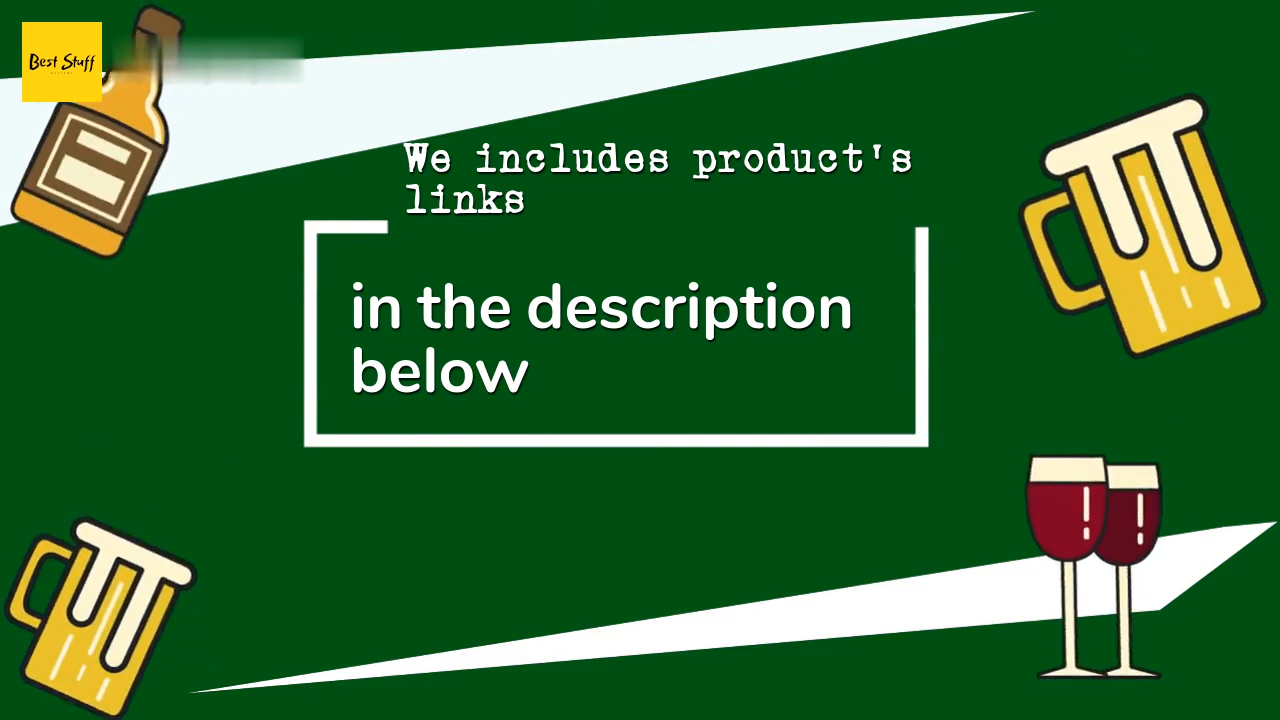 Best Stuff
We includes product's
links
in the description
below